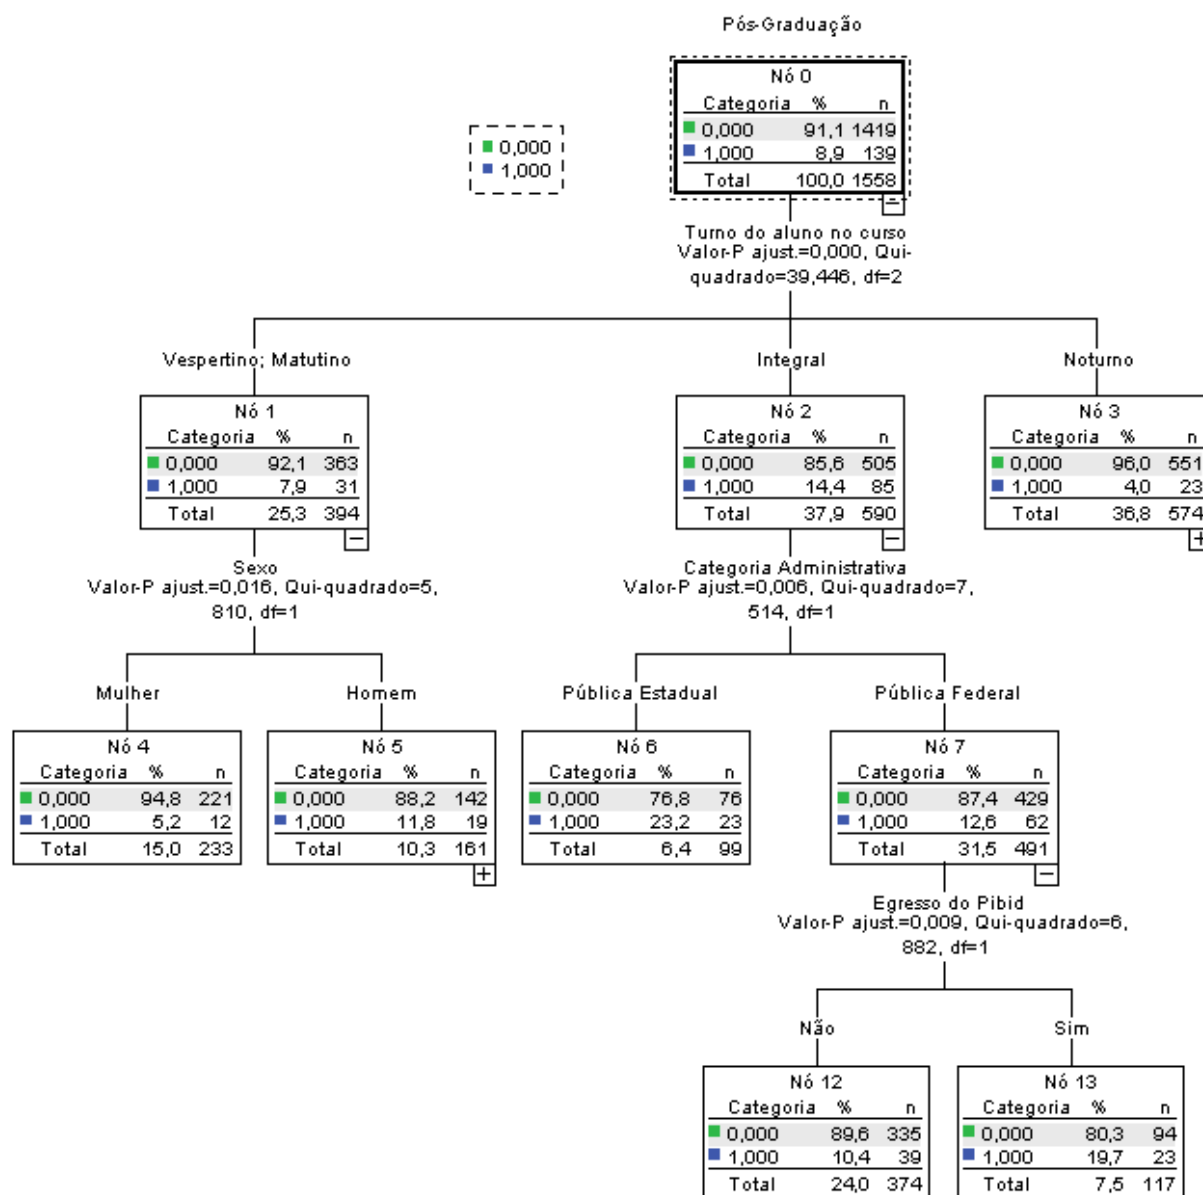 Pós-Graduação
Nó 0
Categoria % n
0,000 91,1 1419
1,000 8,9 139
Total 100,0 1558
0,000
1,000
Turno do aluno no curso
Valor-P ajust.=0,000, Qui-
quadrado=39,446, df=2
Vespertino; Matutino
Integral
Noturno
Nó 1
Categoria % n
0,000 92,1 363
1,000 7,9 31
Total 25,3 394
Nó 2
Categoria % n
0,000 85,6 505
1,000 14,4 85
Total 37,9 590
Nó 3
Categoria % n
0,000 96,0 551
1,000 4,0 23
Total 36,8 574
Sexo
Valor-P ajust.=0,016, Qui-quadrado=5,
810, df=1
Categoria Administrativa
Valor-P ajust.=0,006, Qui-quadrado=7,
514, df=1
Mulher
Homem
Pública Estadual
Pública Federal
Nó 4
Categoria % n
0,000 94,8 221
1,000 5,2 12
Total 15,0 233
Nó 5
Categoria % n
0,000 88,2 142
1,000 11,8 19
Total 10,3 161
Nó 6
Categoria % n
0,000 76,8 76
1,000 23,2 23
Total 6,4 99
Nó 7
Categoria % n
0,000 87,4 429
1,000 12,6 62
Total 31,5 491
Egresso do Pibid
Valor-P ajust.=0,009, Qui-quadrado=6,
882, df=1
Não
Sim
Nó 12
Categoria % n
0,000 89,6 335
1,000 10,4 39
Total 24,0 374
Nó 13
Categoria % n
0,000 80,3 94
1,000 19,7 23
Total 7,5 117